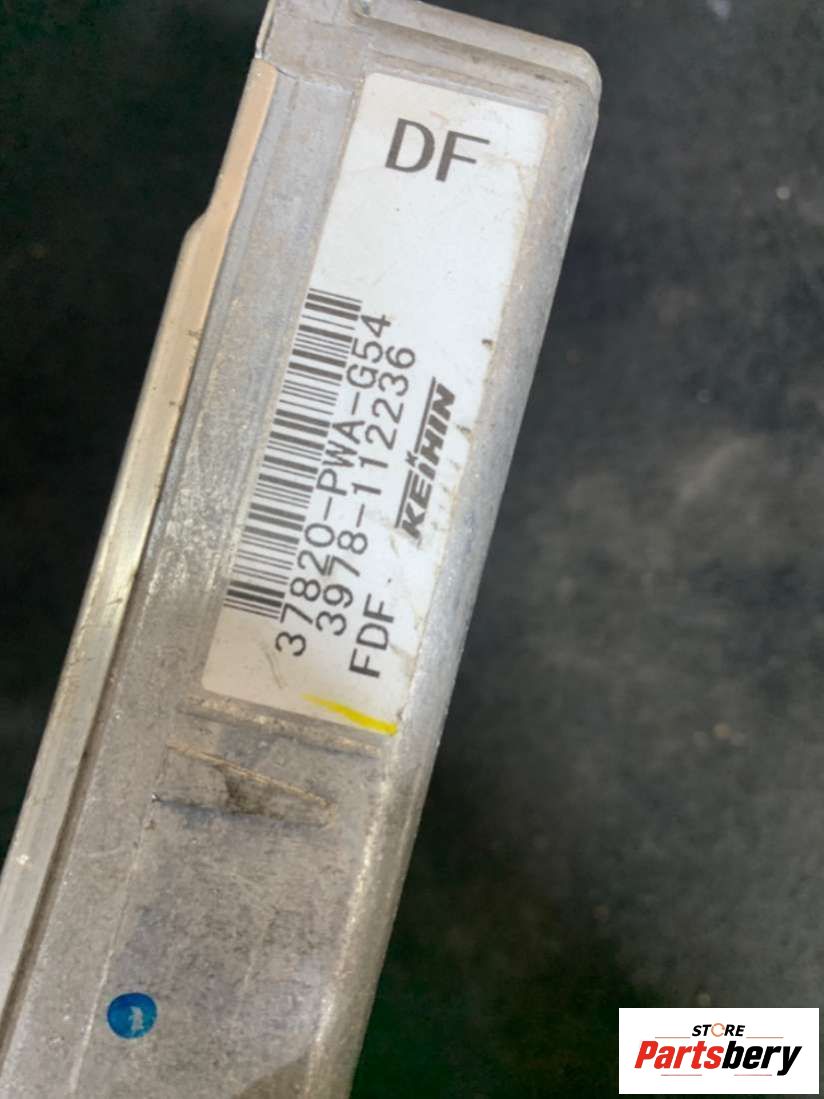 DF
37820-PWA-G54
3978-112236
KEIHIN
FDF
STORE
Partsbery